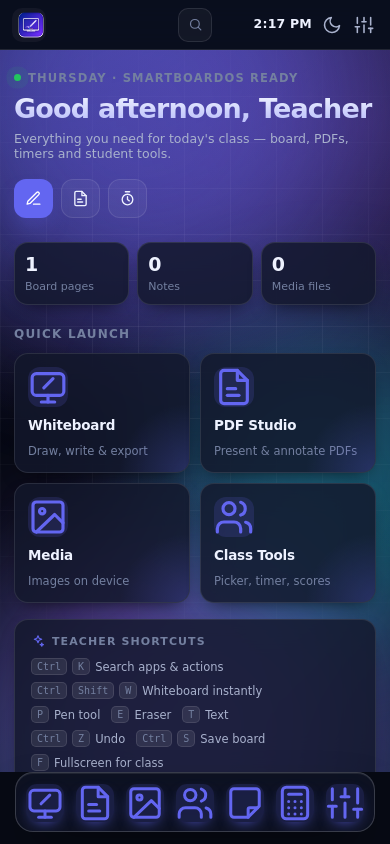 2:17 PM
THURSDAY · SMARTBOARDOS READY
Good afternoon, Teacher
Everything you need for today's class — board, PDFs,
timers and student tools.
1
Board pages
0
Notes
0
Media files
QUICK LAUNCH
Whiteboard
Draw, write & export
PDF Studio
Present & annotate PDFs
Media
Images on device
Class Tools
Picker, timer, scores
TEACHER SHORTCUTS
Ctrl K Search apps & actions
Ctrl Shift W Whiteboard instantly
P Pen tool E Eraser T Text
Ctrl Z Undo Ctrl S Save board
F Fullscreen for class